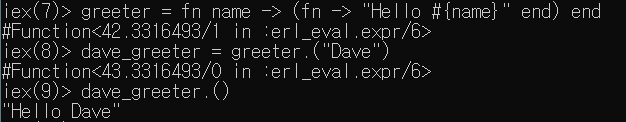 iex(7)> greeter = fn name -> (fn -> "Hello #{name}" end) end
#Function<42.3316493/1 in :erl_eval.expr/6>
iex(8)> dave_greeter = greeter.("Dave")
#Function<43.3316493/0 in :erl_eval.expr/6>
iex(9)> dave_greeter.()
"Hello Dave"